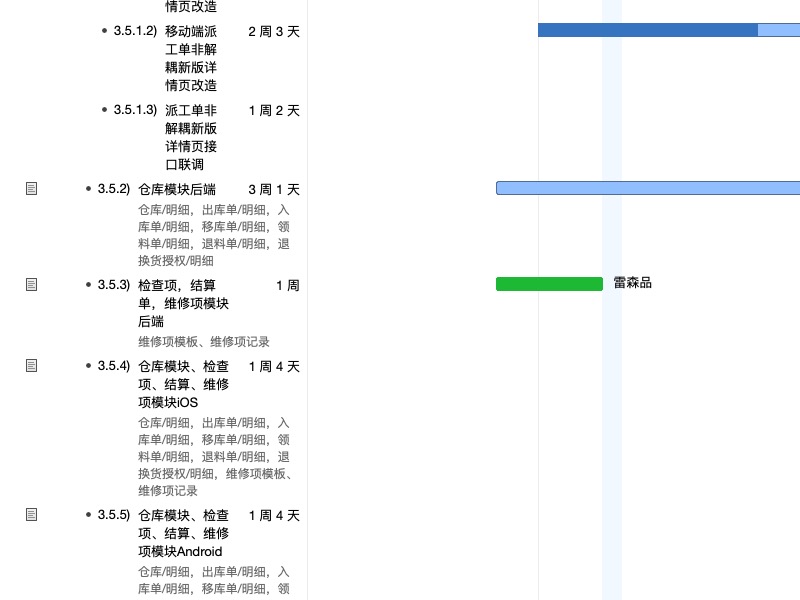 情页改造
3.5.1.2) 移动端派 2 周 3 天
工单非解
耦新版详
情页改造
3.5.1.3) 派工单非 1 周 2 天
解耦新版
详情页接
口联调
3.5.2) 仓库模块后端 3 周 1 天
仓库/明细，出库单/明细，入
库单/明细，移库单/明细，领
料单/明细，退料单/明细，退
换货授权/明细
3.5.3) 检查项，结算 1 周 雷森品
单，维修项模块
后端
维修项模板、维修项记录
3.5.4) 仓库模块、检查 1 周 4 天
项、结算、维修
项模块iOS
仓库/明细，出库单/明细，入
库单/明细，移库单/明细，领
料单/明细，退料单/明细，退
换货授权/明细，维修项模板、
维修项记录
3.5.5) 仓库模块、检查 1 周 4 天
项、结算、维修
项模块Android
仓库/明细，出库单/明细，入
库单/明细，移库单/明细，领